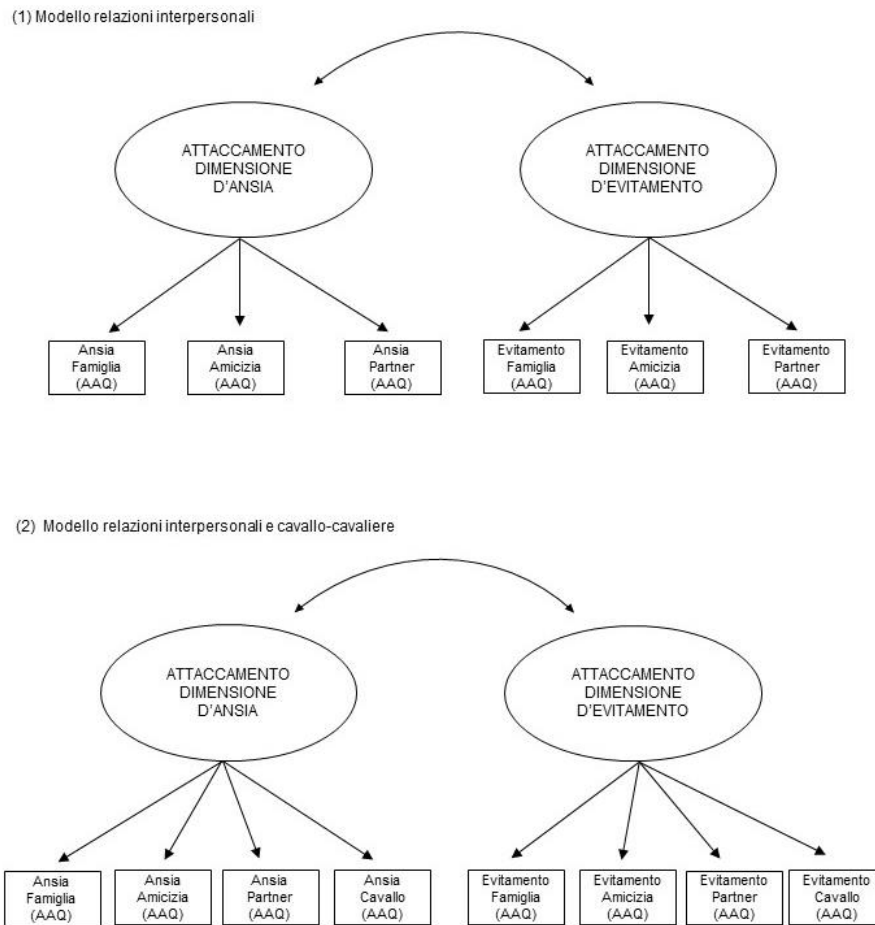 (1) Modello relazioni interpersonali
ATTACCAMENTO
DIMENSIONE
D'ANSIA
ATTACCAMENTO
DIMENSIONE
D'EVITAMENTO
Ansia
Famiglia
(AAQ)
Ansia
Amicizia
(AAQ)
Ansia
Partner
(AAQ)
Evitamento
Famiglia
(AAQ)
Evitamento
Amicizia
(AAQ)
Evitamento
Partner
(AAQ)
(2) Modello relazioni interpersonali e cavallo-cavaliere
ATTACCAMENTO
DIMENSIONE
D'ANSIA
ATTACCAMENTO
DIMENSIONE
D'EVITAMENTO
Ansia
Famiglia
(AAQ)
Ansia
Amicizia
(AAQ)
Ansia
Partner
(AAQ)
Ansia
Cavallo
(AAQ)
Evitamento
Famiglia
(AAQ)
Evitamento
Amicizia
(AAQ)
Evitamento
Partner
(AAQ)
Evitamento
Cavallo
(AAQ)